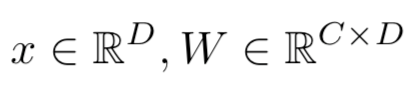 x ∈ ℝ^D, W ∈ ℝ^{C×D}